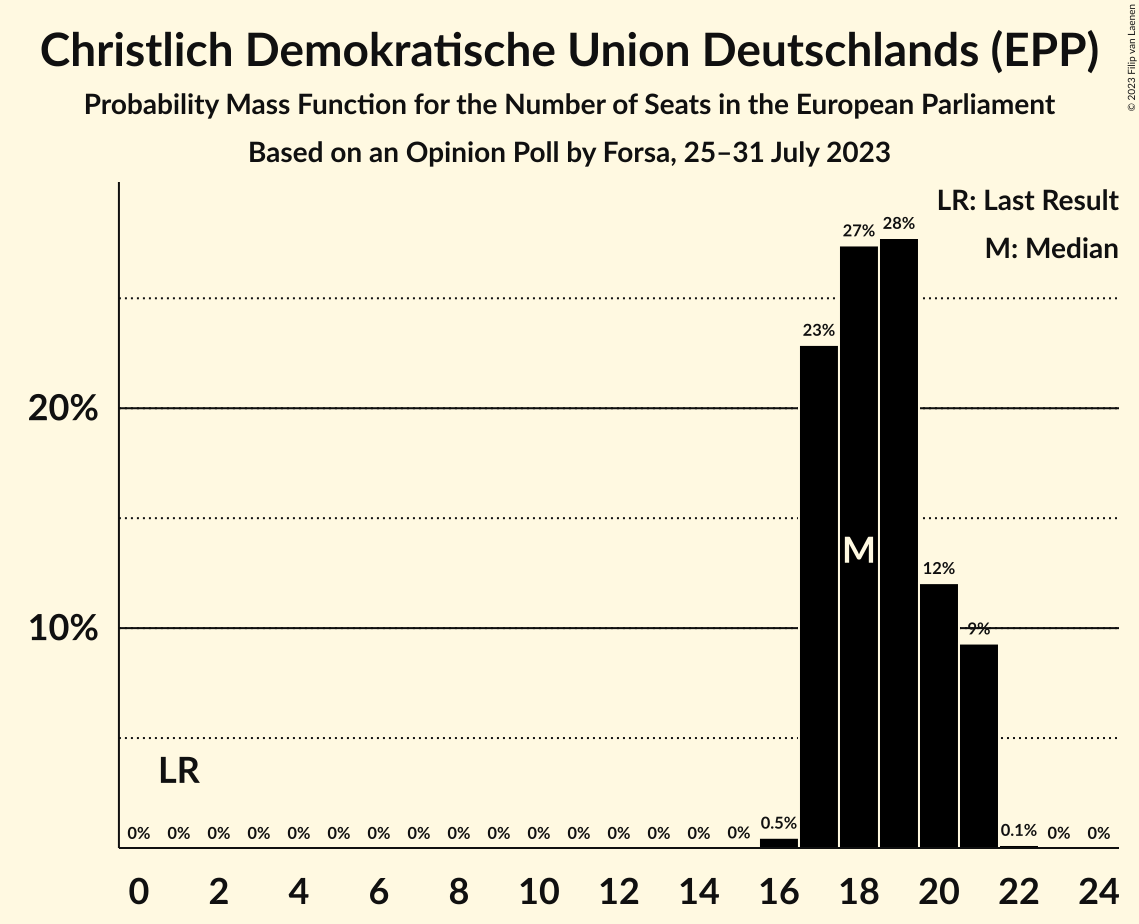 Christlich Demokratische Union Deutschlands (EPP)
Probability Mass Function for the Number of Seats in the European Parliament
Based on an Opinion Poll by Forsa, 25–31 July 2023
© 2023 Filip van Laenen
LR: Last Result
M: Median
28%
27%
23%
20%
M
12%
10%
9%
LR
0% 0% 0% 0% 0% 0% 0% 0% 0% 0% 0% 0% 0% 0% 0% 0% 0.5% 0.1% 0% 0%
0 2 4 6 8 10 12 14 16 18 20 22 24